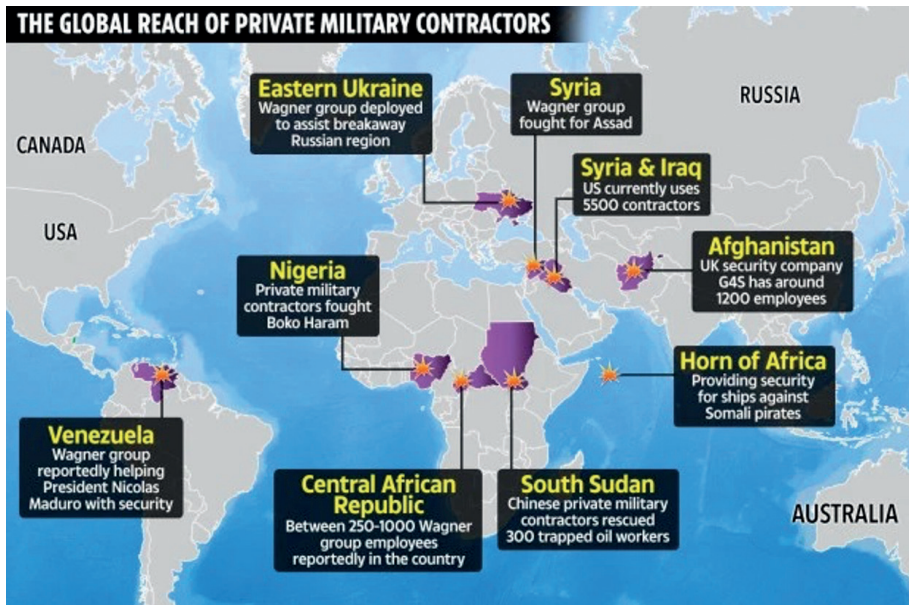 THE GLOBAL REACH OF PRIVATE MILITARY CONTRACTORS
CANADA
USA
RUSSIA
AUSTRALIA
Eastern Ukraine
Wagner group deployed
to assist breakaway
Russian region
Syria
Wagner group
fought for Assad
Syria & Iraq
US currently uses
5500 contractors
Afghanistan
UK security company
G4S has around
1200 employees
Nigeria
Private military
contractors fought
Boko Haram
Horn of Africa
Providing security
for ships against
Somali pirates
Venezuela
Wagner group
reportedly helping
President Nicolas
Maduro with security
Central African
Republic
Between 250-1000 Wagner
group employees
reportedly in the country
South Sudan
Chinese private military
contractors rescued
300 trapped oil workers